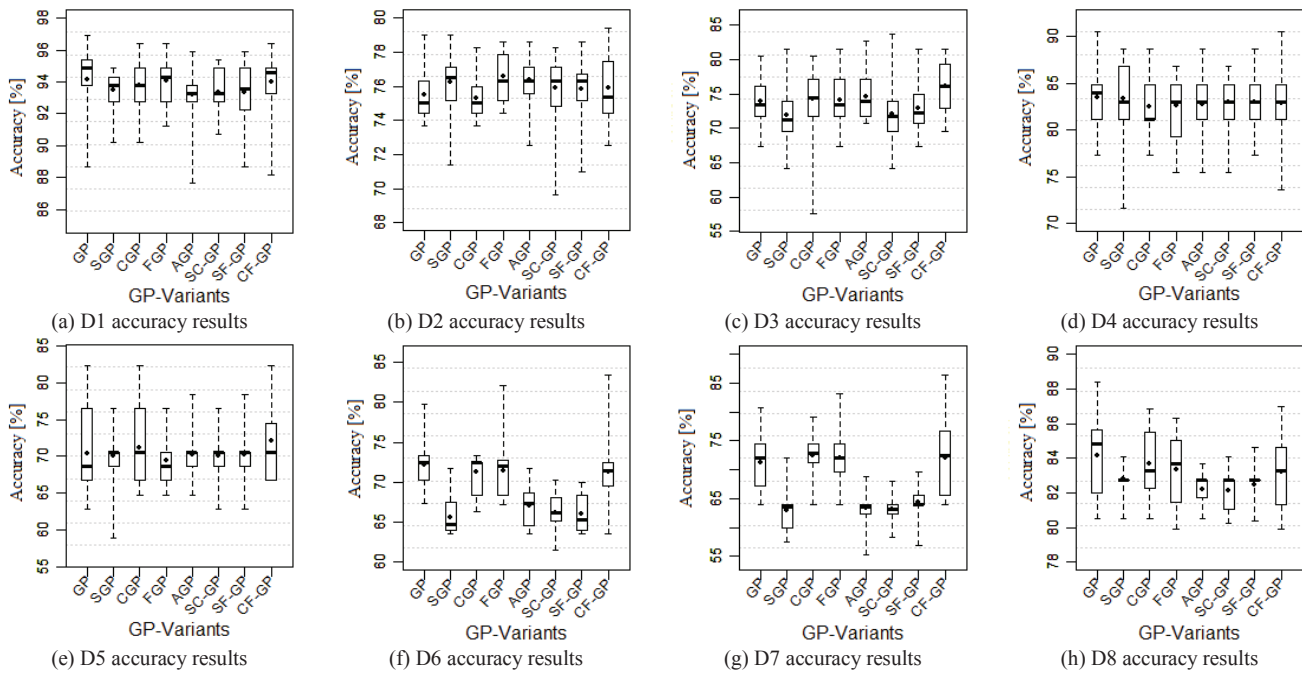 Accuracy [%]
98
96
94
92
90
88
86
GP
SGP
CGP
FGP
AGP
SC-GP
SF-GP
CF-GP
GP-Variants
(a) D1 accuracy results
Accuracy [%]
80
78
76
74
72
70
68
GP
SGP
CGP
FGP
AGP
SC-GP
SF-GP
CF-GP
GP-Variants
(b) D2 accuracy results
Accuracy [%]
85
80
75
70
65
60
55
GP
SGP
CGP
FGP
AGP
SC-GP
SF-GP
CF-GP
GP-Variants
(c) D3 accuracy results
Accuracy [%]
90
85
80
75
70
GP
SGP
CGP
FGP
AGP
SC-GP
SF-GP
CF-GP
GP-Variants
(d) D4 accuracy results
Accuracy [%]
85
80
75
70
65
60
55
GP
SGP
CGP
FGP
AGP
SC-GP
SF-GP
CF-GP
GP-Variants
(e) D5 accuracy results
Accuracy [%]
85
80
75
70
65
60
GP
SGP
CGP
FGP
AGP
SC-GP
SF-GP
CF-GP
GP-Variants
(f) D6 accuracy results
Accuracy [%]
85
75
65
55
GP
SGP
CGP
FGP
AGP
SC-GP
SF-GP
CF-GP
GP-Variants
(g) D7 accuracy results
Accuracy [%]
90
88
86
84
82
80
78
GP
SGP
CGP
FGP
AGP
SC-GP
SF-GP
CF-GP
GP-Variants
(h) D8 accuracy results